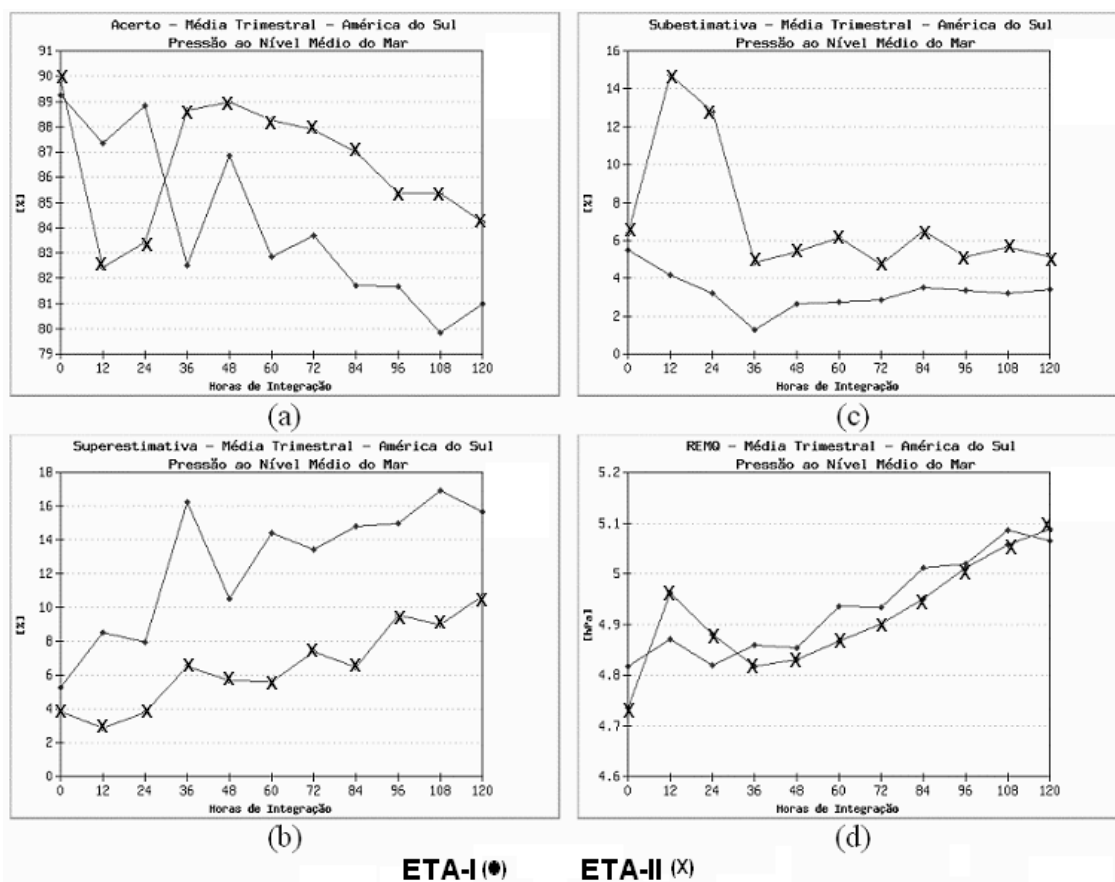 Acerto - Média Trimestral - América do Sul
Pressão ao Nível Médio do Mar
91
90
89
88
87
86
85
84
83
82
81
80
79
[%]
0 12 24 36 48 60 72 84 96 108 120
Horas de Integração
(a)
Subestimativa - Média Trimestral - América do Sul
Pressão ao Nível Médio do Mar
16
14
12
10
8
6
4
2
0
[%]
0 12 24 36 48 60 72 84 96 108 120
Horas de Integração
(c)
Superestimativa - Média Trimestral - América do Sul
Pressão ao Nível Médio do Mar
18
16
14
12
10
8
6
4
2
0
[%]
0 12 24 36 48 60 72 84 96 108 120
Horas de Integração
(b)
REMQ - Média Trimestral - América do Sul
Pressão ao Nível Médio do Mar
5.2
5.1
5
4.9
4.8
4.7
4.6
[hPa]
0 12 24 36 48 60 72 84 96 108 120
Horas de Integração
(d)
ETA-I (●) ETA-II (X)